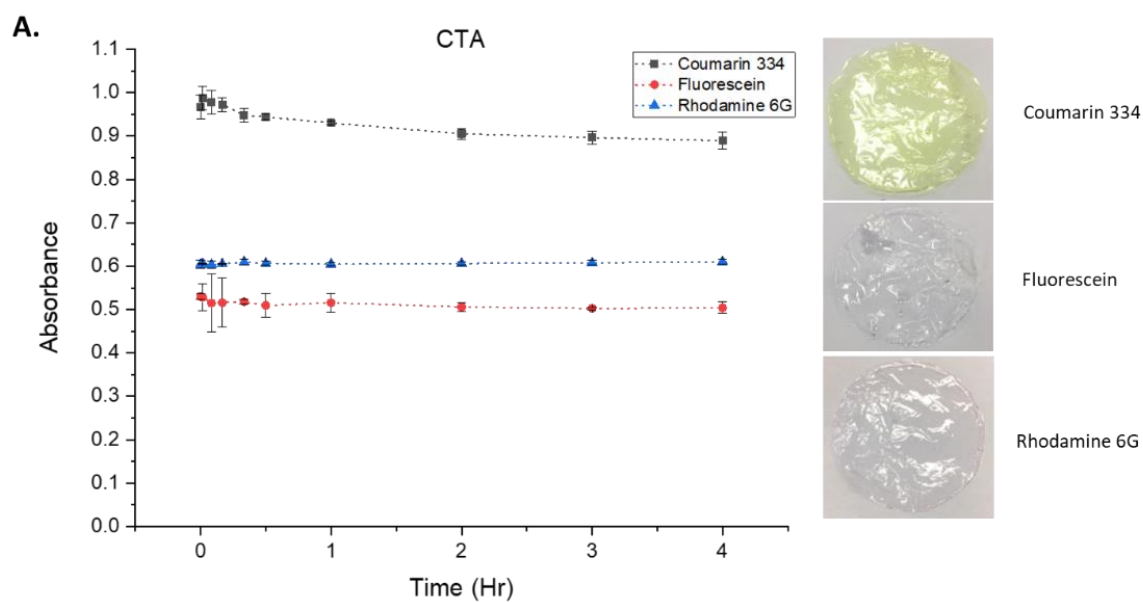 A.
CTA
Coumarin 334
Fluorescein
Rhodamine 6G
1.1
1.0
0.9
0.8
0.7
0.6
0.5
0.4
0.3
0.2
0.1
0.0
Absorbance
0 1 2 3 4
Time (Hr)
Coumarin 334
Fluorescein
Rhodamine 6G